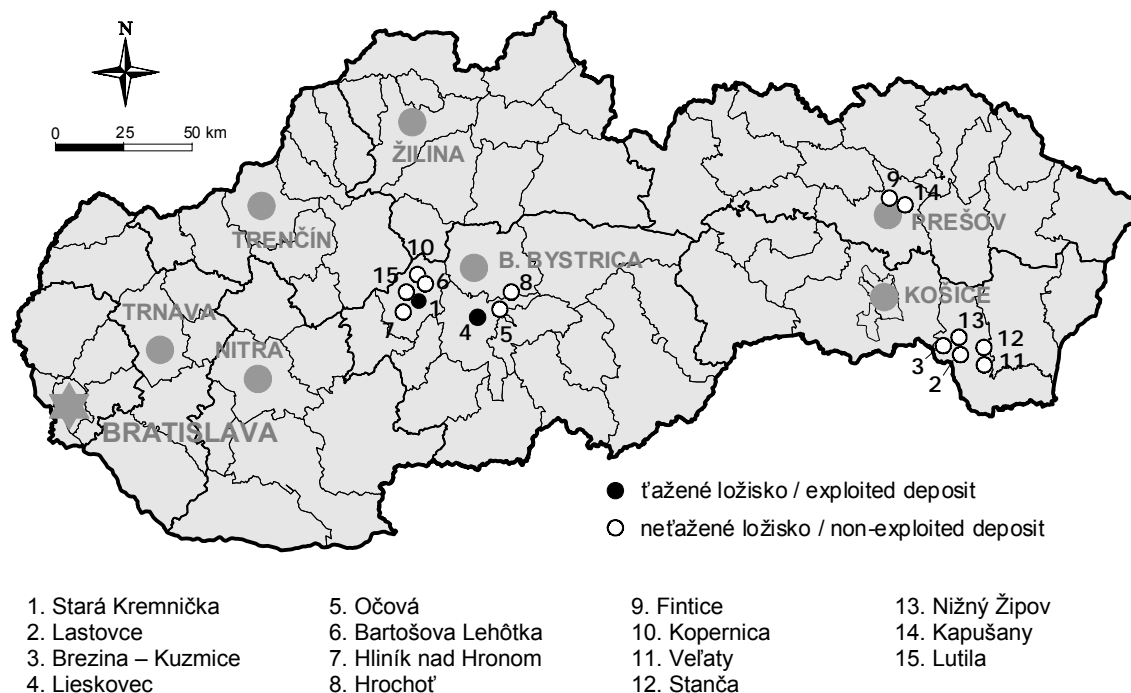 N
0 25 50 km
ŽILINA
9
14
PREŠOV
TRENČÍN
10
B. BYSTRICA
15
6
8
1
KOŠICE
TRNAVA
7
4
5
13
12
NITRA
3
11
2
BRATISLAVA
ťažené ložisko / exploited deposit
neťažené ložisko / non-exploited deposit
1. Stará Kremnička
2. Lastovce
3. Brezina – Kuzmice
4. Lieskovec
5. Očová
6. Bartošova Lehôtka
7. Hliník nad Hronom
8. Hrochoť
9. Fintice
10. Kopernica
11. Veľaty
12. Stanča
13. Nižný Žipov
14. Kapušany
15. Lutila